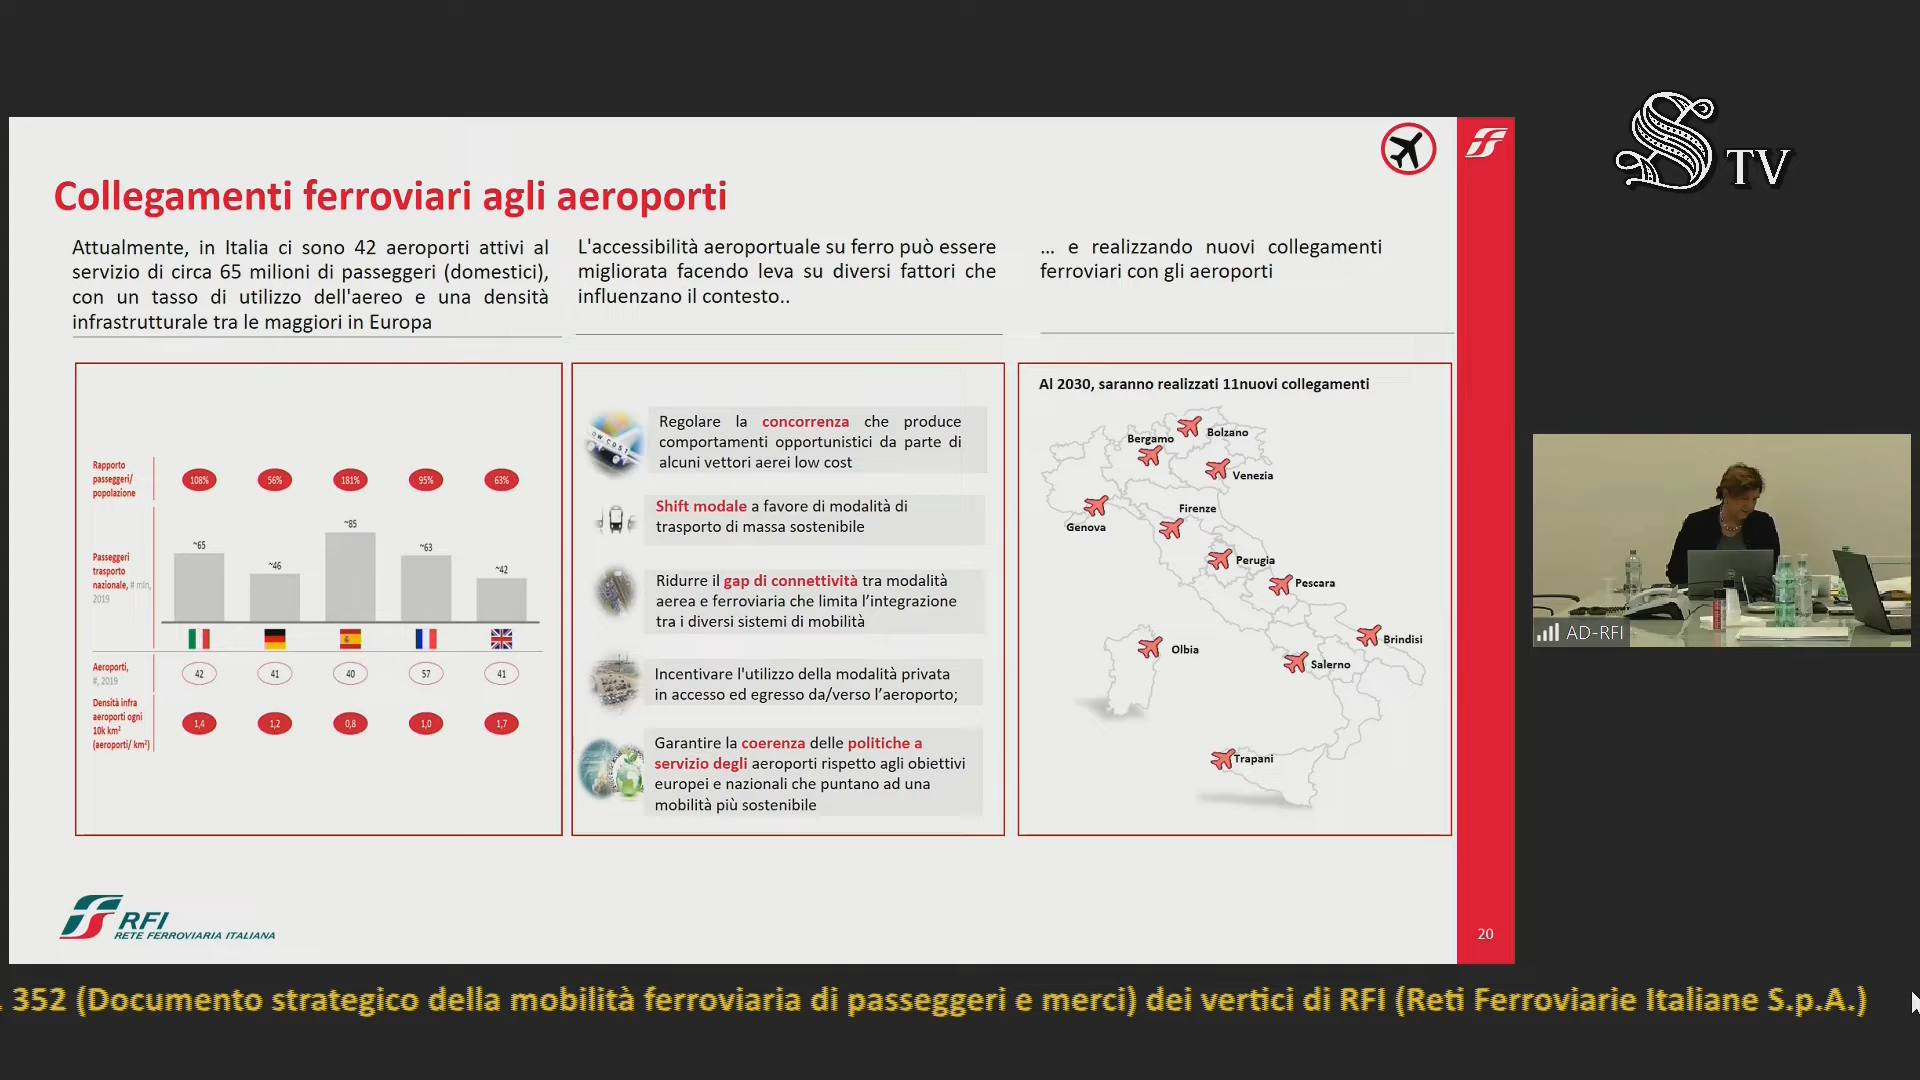 S TV
Collegamenti ferroviari agli aeroporti
Attualmente, in Italia ci sono 42 aeroporti attivi al
servizio di circa 65 milioni di passeggeri (domestici),
con un tasso di utilizzo dell'aereo e una densità
infrastrutturale tra le maggiori in Europa
Rapporto
passeggeri/
popolazione
108% 56% 181% 95% 63%
Passeggeri
trasporto
nazionale, # mln,
2019
~65 ~46 ~85 ~63 ~42
Aeroporti,
#, 2019
42 41 40 57 41
Densità infra
aeroporti ogni
10k km²
(aeroporti/ km²)
1,4 1,2 0,8 1,0 1,7
L'accessibilità aeroportuale su ferro può essere
migliorata facendo leva su diversi fattori che
influenzano il contesto..
LOW COST
Regolare la concorrenza che produce
comportamenti opportunistici da parte di
alcuni vettori aerei low cost
Shift modale a favore di modalità di
trasporto di massa sostenibile
Ridurre il gap di connettività tra modalità
aerea e ferroviaria che limita l'integrazione
tra i diversi sistemi di mobilità
Incentivare l'utilizzo della modalità privata
in accesso ed egresso da/verso l'aeroporto;
Garantire la coerenza delle politiche a
servizio degli aeroporti rispetto agli obiettivi
europei e nazionali che puntano ad una
mobilità più sostenibile
... e realizzando nuovi collegamenti
ferroviari con gli aeroporti
Al 2030, saranno realizzati 11nuovi collegamenti
Bolzano
Bergamo
Venezia
Firenze
Genova
Perugia
Pescara
Brindisi
Olbia
Salerno
Trapani
RFI
RETE FERROVIARIA ITALIANA
20
AD-RFI
. 352 (Documento strategico della mobilità ferroviaria di passeggeri e merci) dei vertici di RFI (Reti Ferroviarie Italiane S.p.A.)